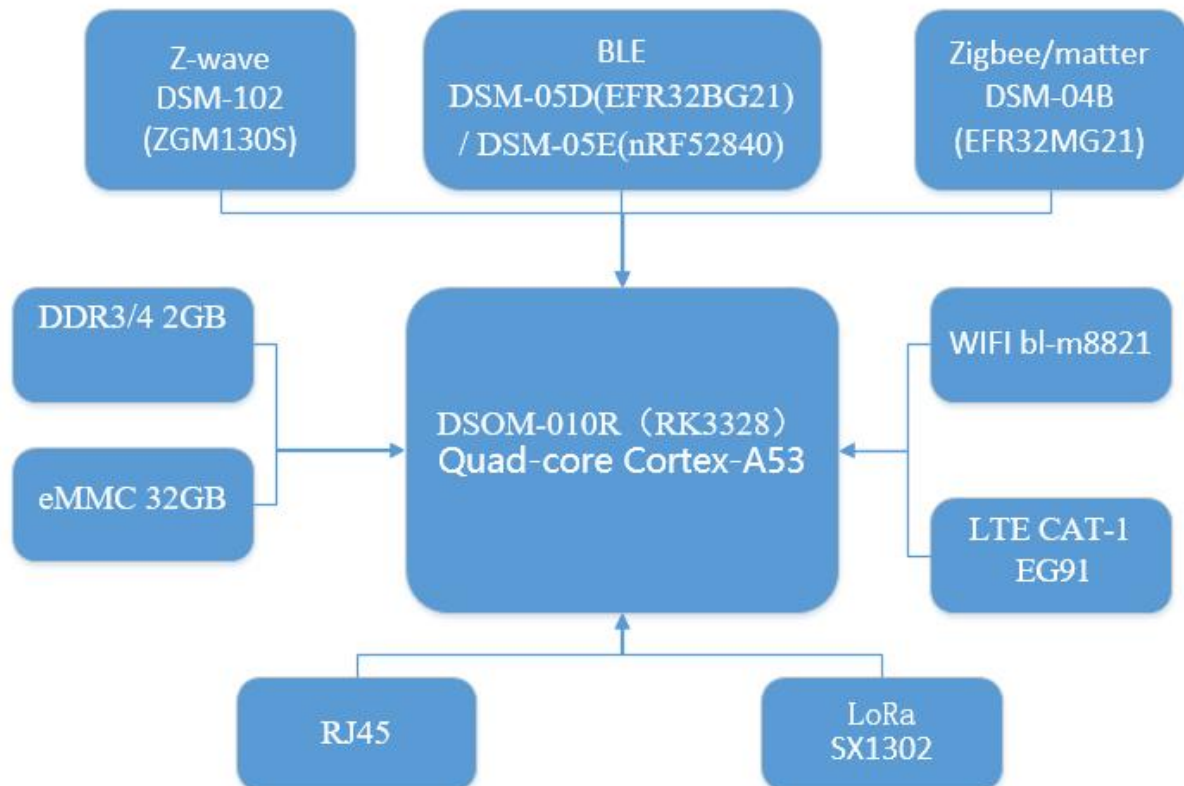 Z-wave
DSM-102
(ZGM130S)
BLE
DSM-05D(EFR32BG21)
/ DSM-05E(nRF52840)
Zigbee/matter
DSM-04B
(EFR32MG21)
DDR3/4 2GB
eMMC 32GB
DSOM-010R（RK3328）
Quad-core Cortex-A53
WIFI bl-m8821
LTE CAT-1
EG91
RJ45
LoRa
SX1302